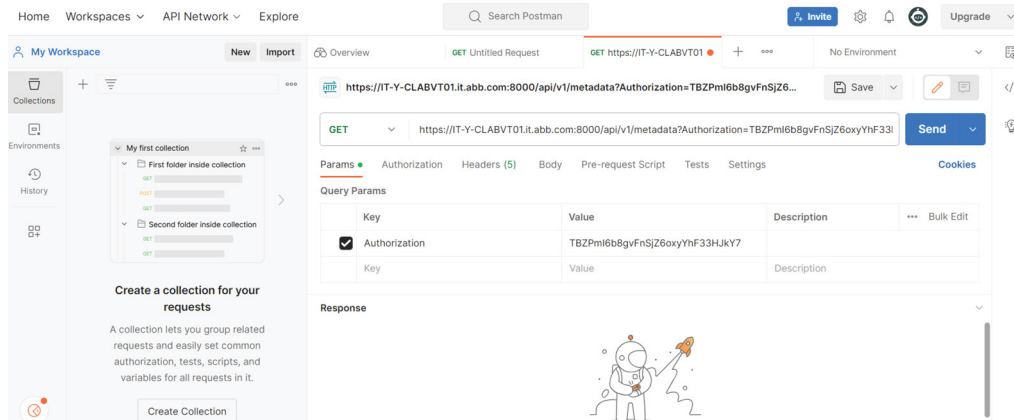 Home Workspaces API Network Explore Search Postman Invite Upgrade
My Workspace New Import Overview GET Untitled Request GET https://IT-Y-CLABVT01 No Environment
Collections
Environments
History
My first collection
First folder inside collection
GET
POST
GET
Second folder inside collection
GET
GET
Create a collection for your
requests
A collection lets you group related
requests and easily set common
authorization, tests, scripts, and
variables for all requests in it.
Create Collection
HTTP https://IT-Y-CLABVT01.it.abb.com:8000/api/v1/metadata?Authorization=TBZPmI6b8gvFnSjZ6... Save
GET https://IT-Y-CLABVT01.it.abb.com:8000/api/v1/metadata?Authorization=TBZPmI6b8gvFnSjZ6oxyYhF33 Send
Params Authorization Headers (5) Body Pre-request Script Tests Settings Cookies
Query Params
Key Value Description Bulk Edit
Authorization TBZPmI6b8gvFnSjZ6oxyYhF33HJkY7
Key Value Description
Response